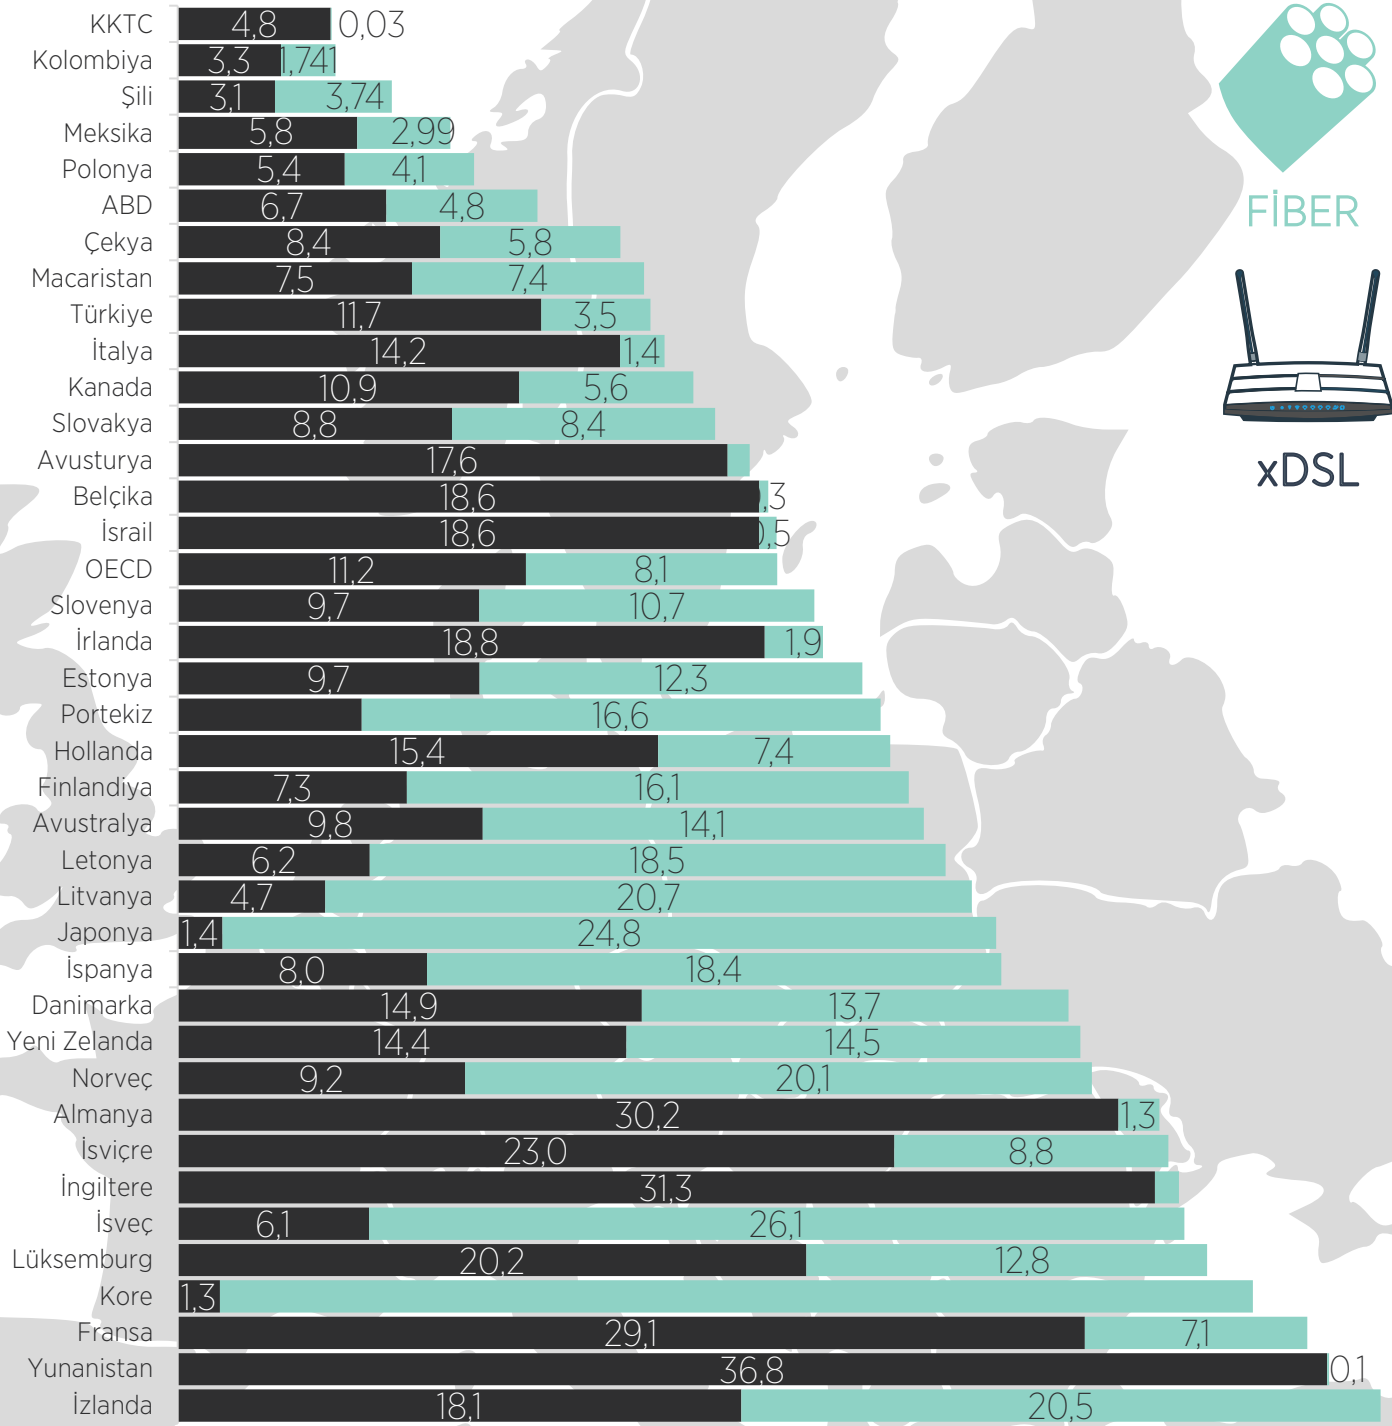 KKTC 4,8 0,03
Kolombiya 3,3 1,741
Şili 3,1 3,74
Meksika 5,8 2,99
Polonya 5,4 4,1
ABD 6,7 4,8
FİBER
Çekya 8,4 5,8
Macaristan 7,5 7,4
Türkiye 11,7 3,5
İtalya 14,2 1,4
Kanada 10,9 5,6
Slovakya 8,8 8,4
Avusturya 17,6
xDSL
Belçika 18,6 ,3
İsrail 18,6 ,5
OECD 11,2 8,1
Slovenya 9,7 10,7
İrlanda 18,8 1,9
Estonya 9,7 12,3
Portekiz 16,6
Hollanda 15,4 7,4
Finlandiya 7,3 16,1
Avustralya 9,8 14,1
Letonya 6,2 18,5
Litvanya 4,7 20,7
Japonya 1,4 24,8
İspanya 8,0 18,4
Danimarka 14,9 13,7
Yeni Zelanda 14,4 14,5
Norveç 9,2 20,1
Almanya 30,2 1,3
İsviçre 23,0 8,8
İngiltere 31,3
İsveç 6,1 26,1
Lüksemburg 20,2 12,8
Kore 1,3
Fransa 29,1 7,1
Yunanistan 36,8 0,1
İzlanda 18,1 20,5